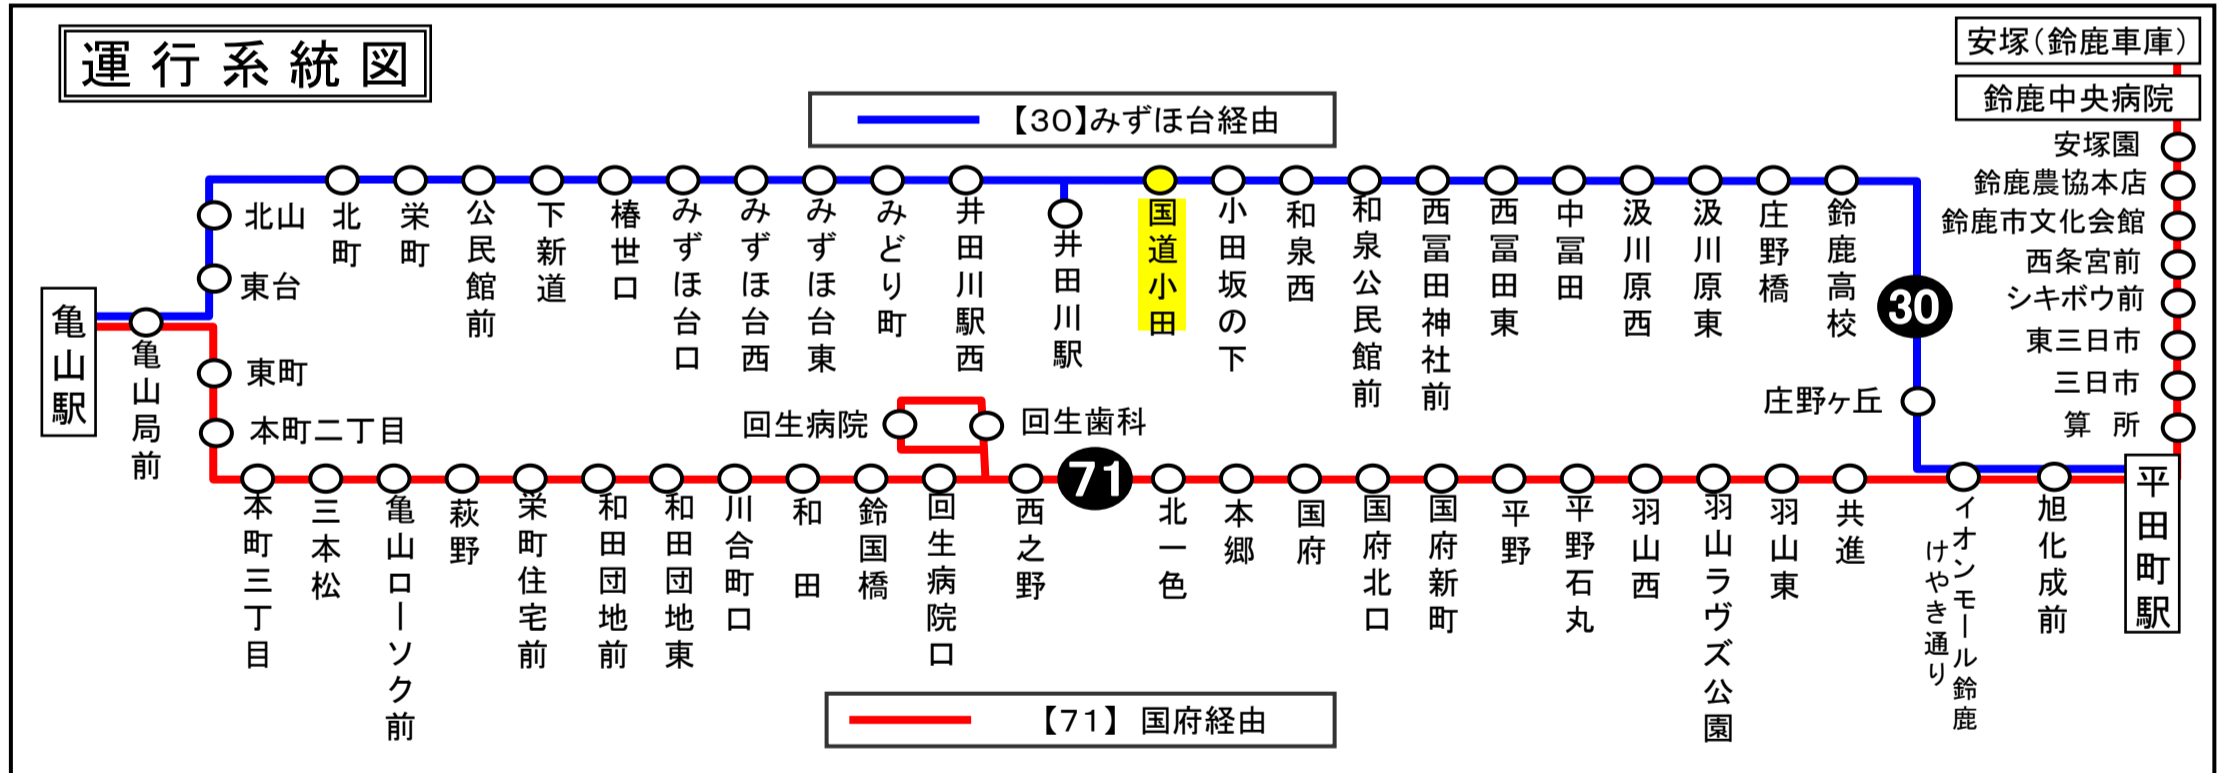 運行系統図
【30】みずほ台経由
安塚(鈴鹿車庫)
鈴鹿中央病院
安塚園
鈴鹿農協本店
鈴鹿市文化会館
西条宮前
シキボウ前
東三日市
三日市
算 所
平田町駅
亀山駅
亀山局前
東台
北山
北町
栄町
公民館前
下新道
椿世口
みずほ台口
みずほ台西
みずほ台東
みどり町
井田川駅西
井田川駅
国道小田
小田坂の下
和泉西
和泉公民館前
西冨田神社前
西冨田東
中冨田
汲川原西
汲川原東
庄野橋
鈴鹿高校
30
庄野ヶ丘
東町
本町二丁目
本町三丁目
三本松
亀山ローソク前
萩野
栄町住宅前
和田団地前
和田団地東
川合町口
和 田
鈴国橋
回生病院口
回生病院
回生歯科
西之野
71
北一色
本郷
国府
国府北口
国府新町
平野
平野石丸
羽山西
羽山ラヴズ公園
羽山東
共進
イオンモール鈴鹿
けやき通り
旭化成前
【71】 国府経由